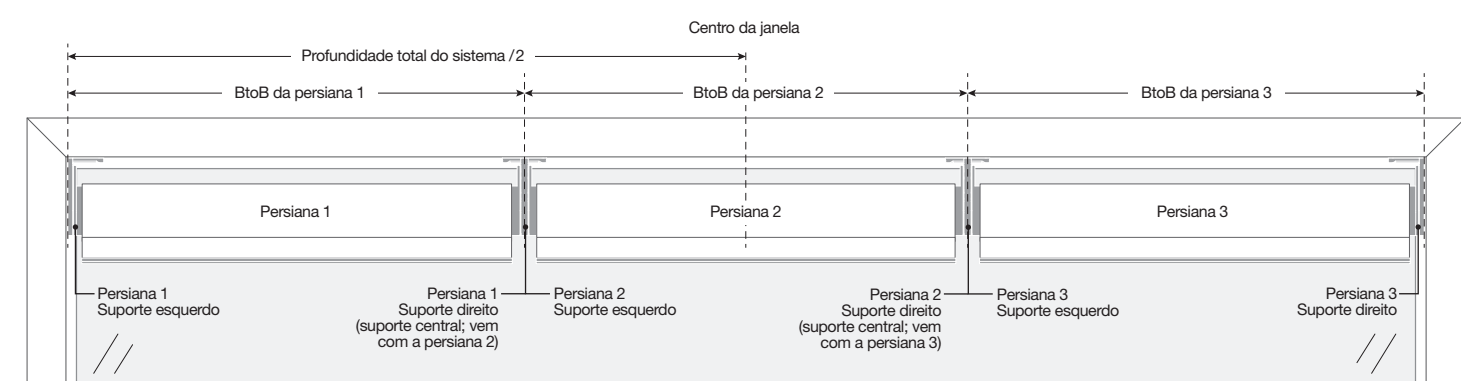 Centro da janela
Profundidade total do sistema /2
BtoB da persiana 1
BtoB da persiana 2
BtoB da persiana 3
Persiana 1
Persiana 2
Persiana 3
Persiana 1
Suporte esquerdo
Persiana 1
Suporte direito
(suporte central; vem
com a persiana 2)
Persiana 2
Suporte esquerdo
Persiana 2
Suporte direito
(suporte central; vem
com a persiana 3)
Persiana 3
Suporte esquerdo
Persiana 3
Suporte direito